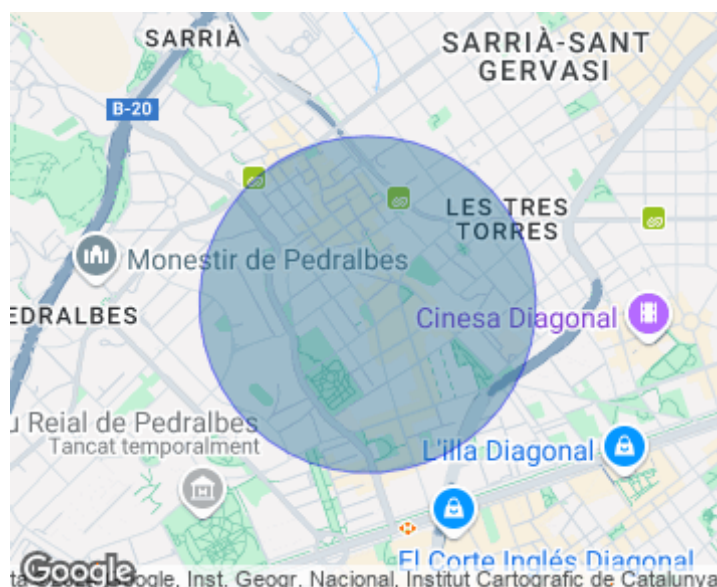 SARRIÀ
SARRIÀ-SANT
GERVASI
B-20
LES TRES
TORRES
Monestir de Pedralbes
EDRALBES
Cinesa Diagonal
u Reial de Pedralbes
Tancat temporalment
L'illa Diagonal
El Corte Inglés Diagonal
Google
Google, Inst. Geogr. Nacional, Institut Cartogràfic de Catalunya